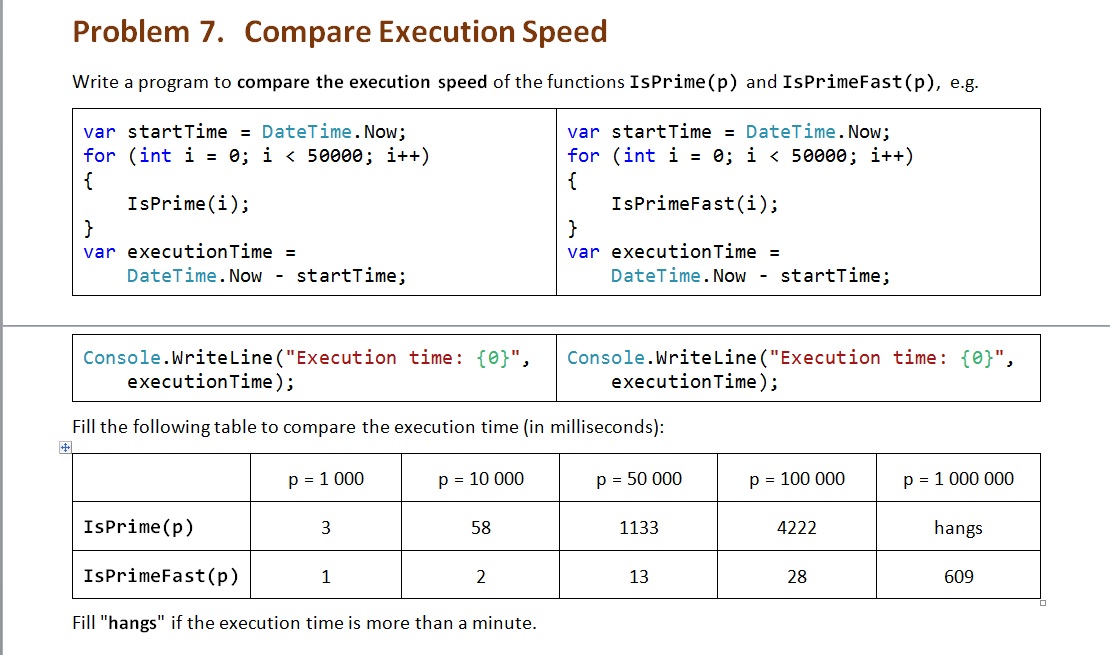 Problem 7. Compare Execution Speed
Write a program to compare the execution speed of the functions IsPrime(p) and IsPrimeFast(p), e.g.
var startTime = DateTime.Now;
for (int i = 0; i < 50000; i++)
{
IsPrime(i);
}
var executionTime =
DateTime.Now - startTime;
var startTime = DateTime.Now;
for (int i = 0; i < 50000; i++)
{
IsPrimeFast(i);
}
var executionTime =
DateTime.Now - startTime;
Console.WriteLine("Execution time: {0}",
executionTime);
Console.WriteLine("Execution time: {0}",
executionTime);
Fill the following table to compare the execution time (in milliseconds):
p = 1 000 p = 10 000 p = 50 000 p = 100 000 p = 1 000 000
IsPrime(p) 3 58 1133 4222 hangs
IsPrimeFast(p) 1 2 13 28 609
Fill "hangs" if the execution time is more than a minute.